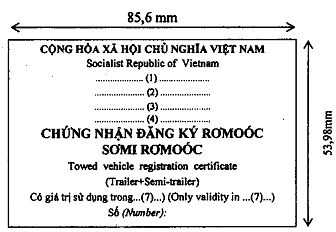 85,6 mm
CỘNG HÒA XÃ HỘI CHỦ NGHĨA VIỆT NAM
Socialist Republic of Vietnam
.................... (1) ....................
.................... (2) ....................
.................... (3) ....................
.................... (4) ....................
CHỨNG NHẬN ĐĂNG KÝ RƠMOÓC
SƠMI RƠMOÓC
Towed vehicle registration certificate
(Trailer+Semi-trailer)
Có giá trị sử dụng trong...(7)...) (Only validity in ...(7)...)
Số (Number):
53,98mm